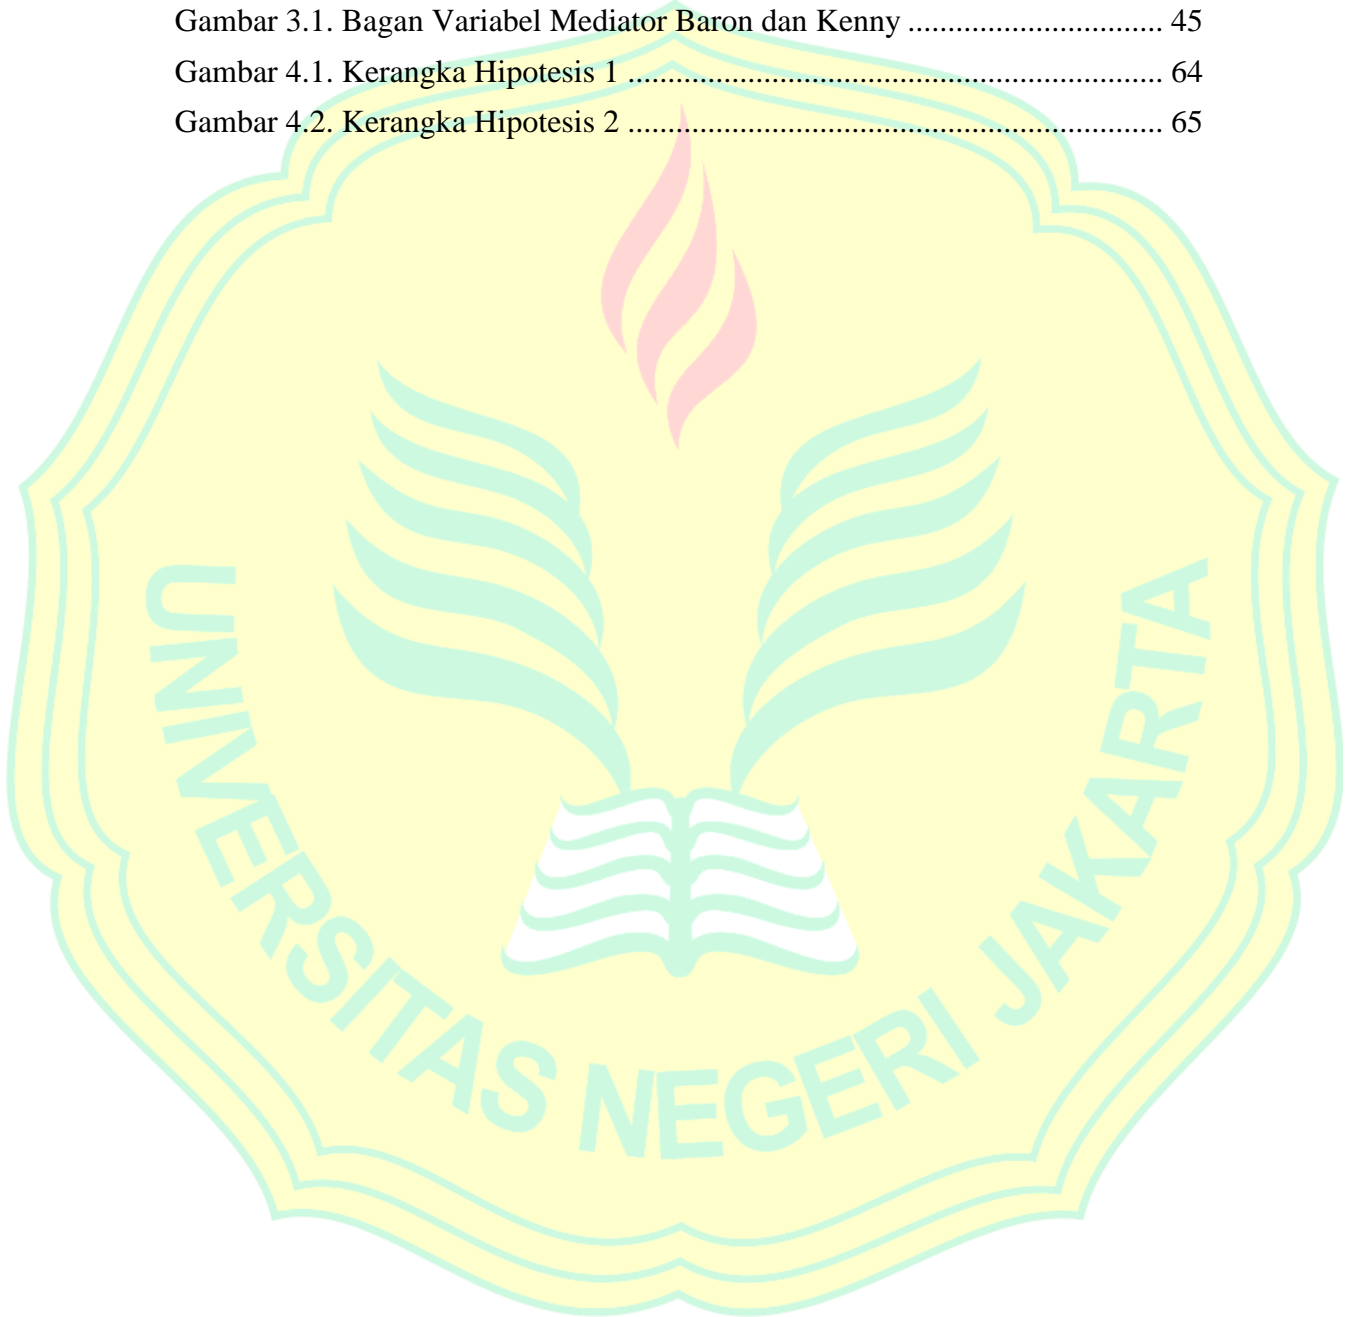 Gambar 3.1. Bagan Variabel Mediator Baron dan Kenny ................................ 45
Gambar 4.1. Kerangka Hipotesis 1 ................................................................... 64
Gambar 4.2. Kerangka Hipotesis 2 ................................................................... 65
UNIVERSITAS NEGERI JAKARTA